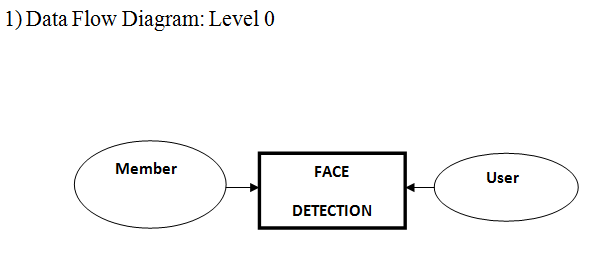 1) Data Flow Diagram: Level 0
Member
FACE
DETECTION
User